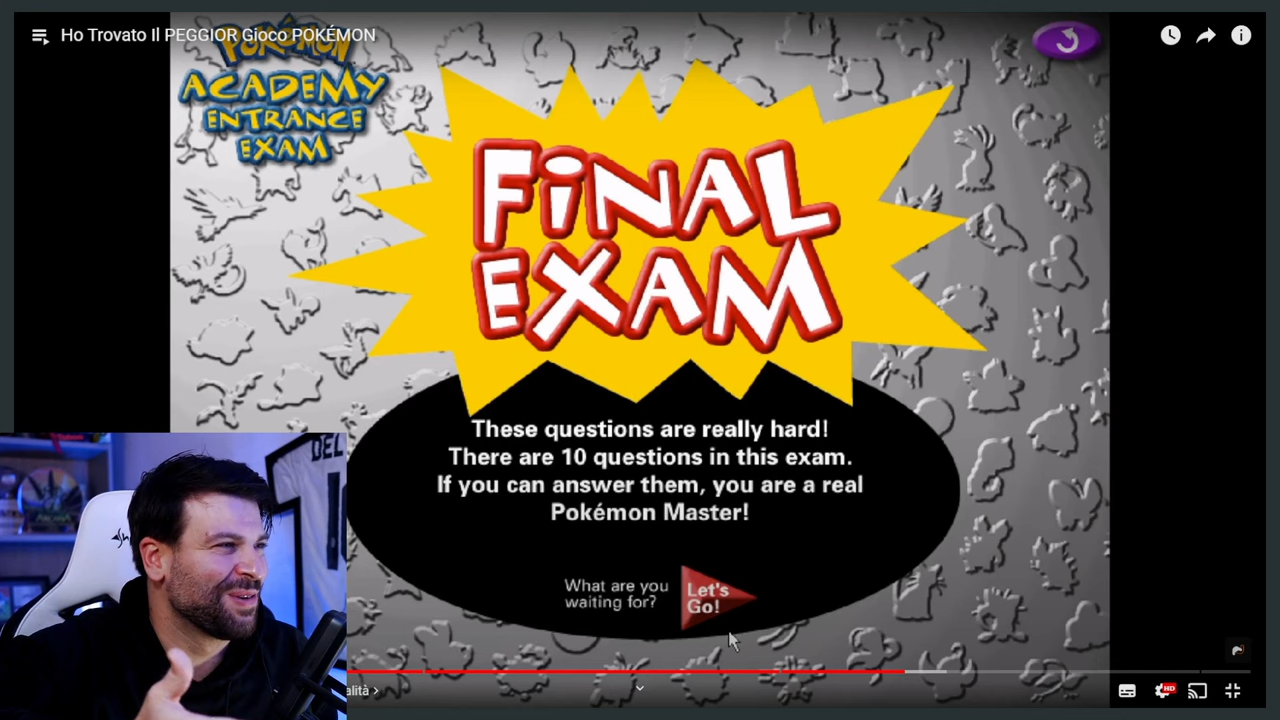 Ho Trovato Il PEGGIOR Gioco POKÉMON
POKÉMON
ACADEMY
ENTRANCE
EXAM
FiNAL
EXAM
These questions are really hard!
There are 10 questions in this exam.
If you can answer them, you are a real
Pokémon Master!
What are you
waiting for?
Let's
Go!
DEL
10
alità
HD